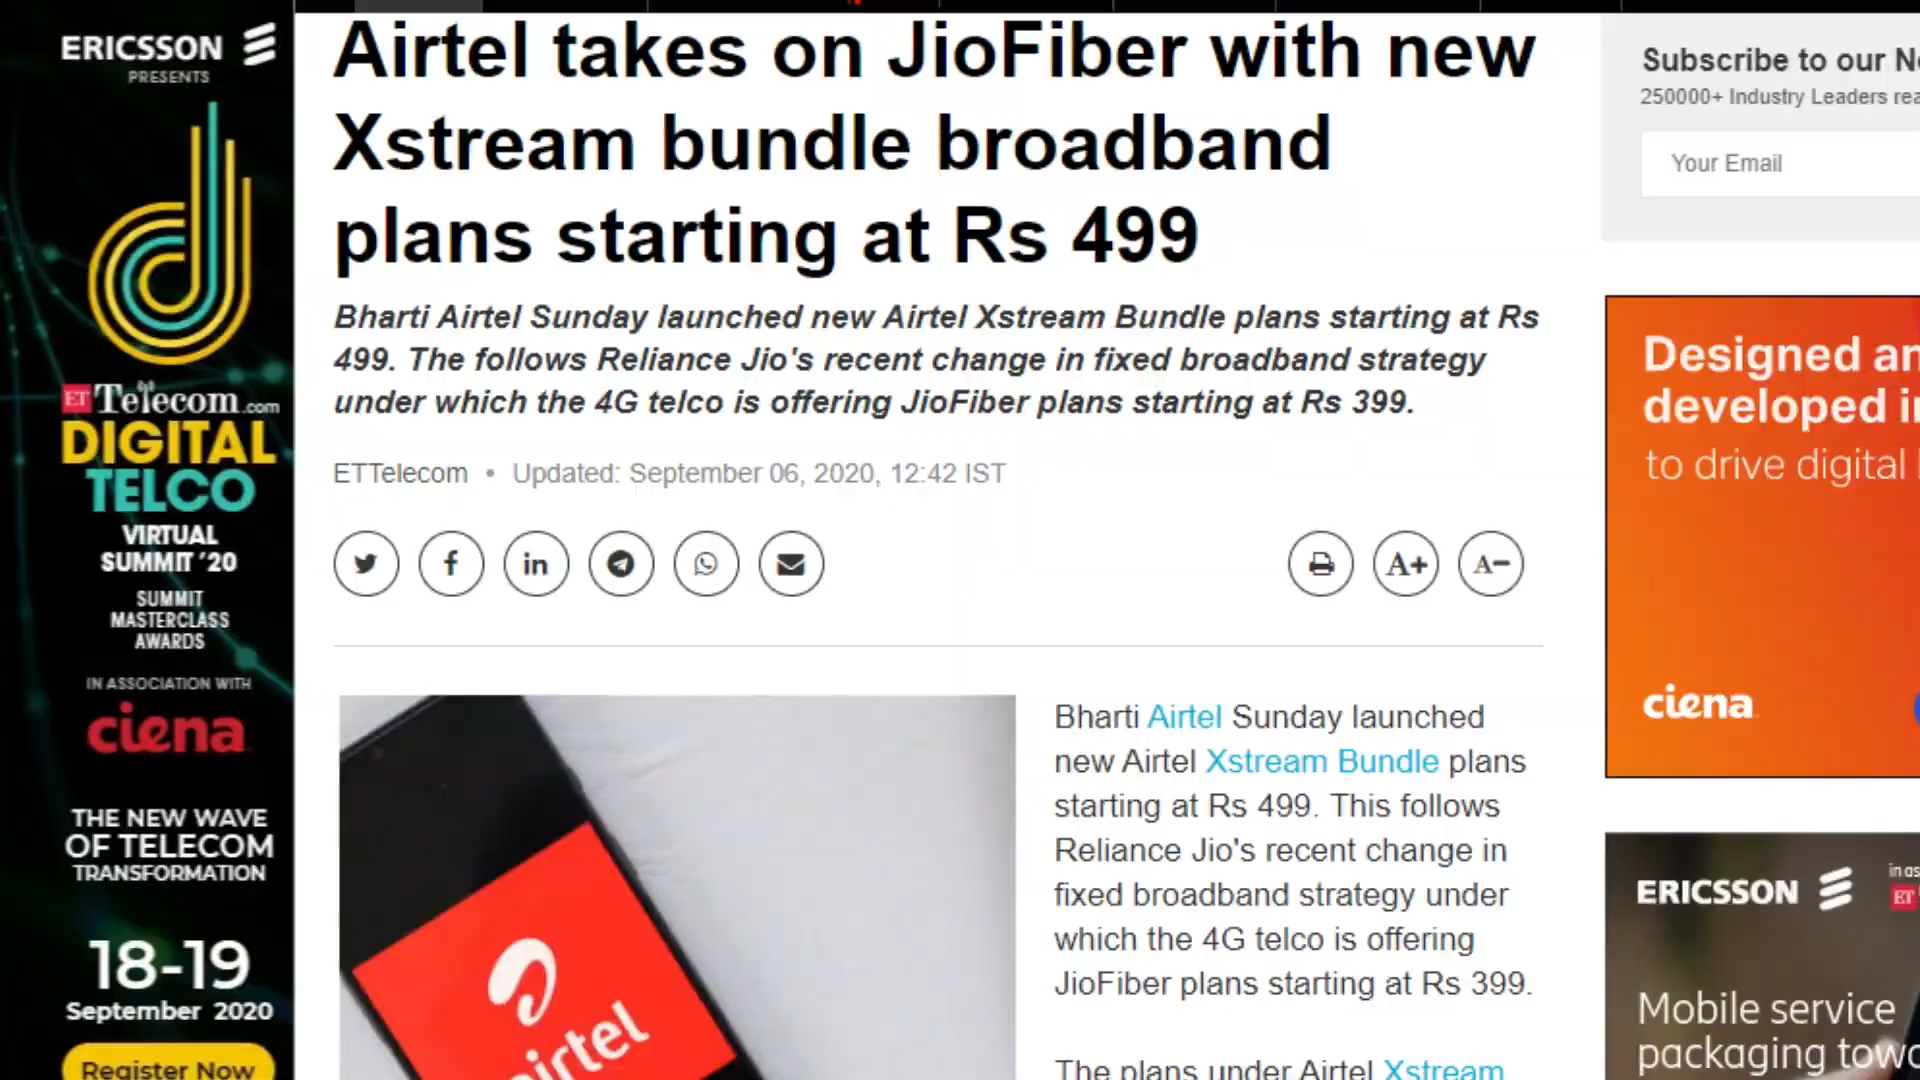 ERICSSON
PRESENTS
ET Telecom.com
DIGITAL
TELCO
VIRTUAL
SUMMIT '20
SUMMIT
MASTERCLASS
AWARDS
IN ASSOCIATION WITH
ciena
THE NEW WAVE
OF TELECOM
TRANSFORMATION
18-19
September 2020
Register Now
Airtel takes on JioFiber with new
Xstream bundle broadband
plans starting at Rs 499
Bharti Airtel Sunday launched new Airtel Xstream Bundle plans starting at Rs
499. The follows Reliance Jio's recent change in fixed broadband strategy
under which the 4G telco is offering JioFiber plans starting at Rs 399.
ETTelecom • Updated: September 06, 2020, 12:42 IST
A+ A-
airtel
Bharti Airtel Sunday launched
new Airtel Xstream Bundle plans
starting at Rs 499. This follows
Reliance Jio's recent change in
fixed broadband strategy under
which the 4G telco is offering
JioFiber plans starting at Rs 399.
The plans under Airtel Xstream
Subscribe to our
250000+ Industry Leaders
Your Email
Designed
developed
to drive digital
ciena
ERICSSON
in
ET
Mobile service
packaging